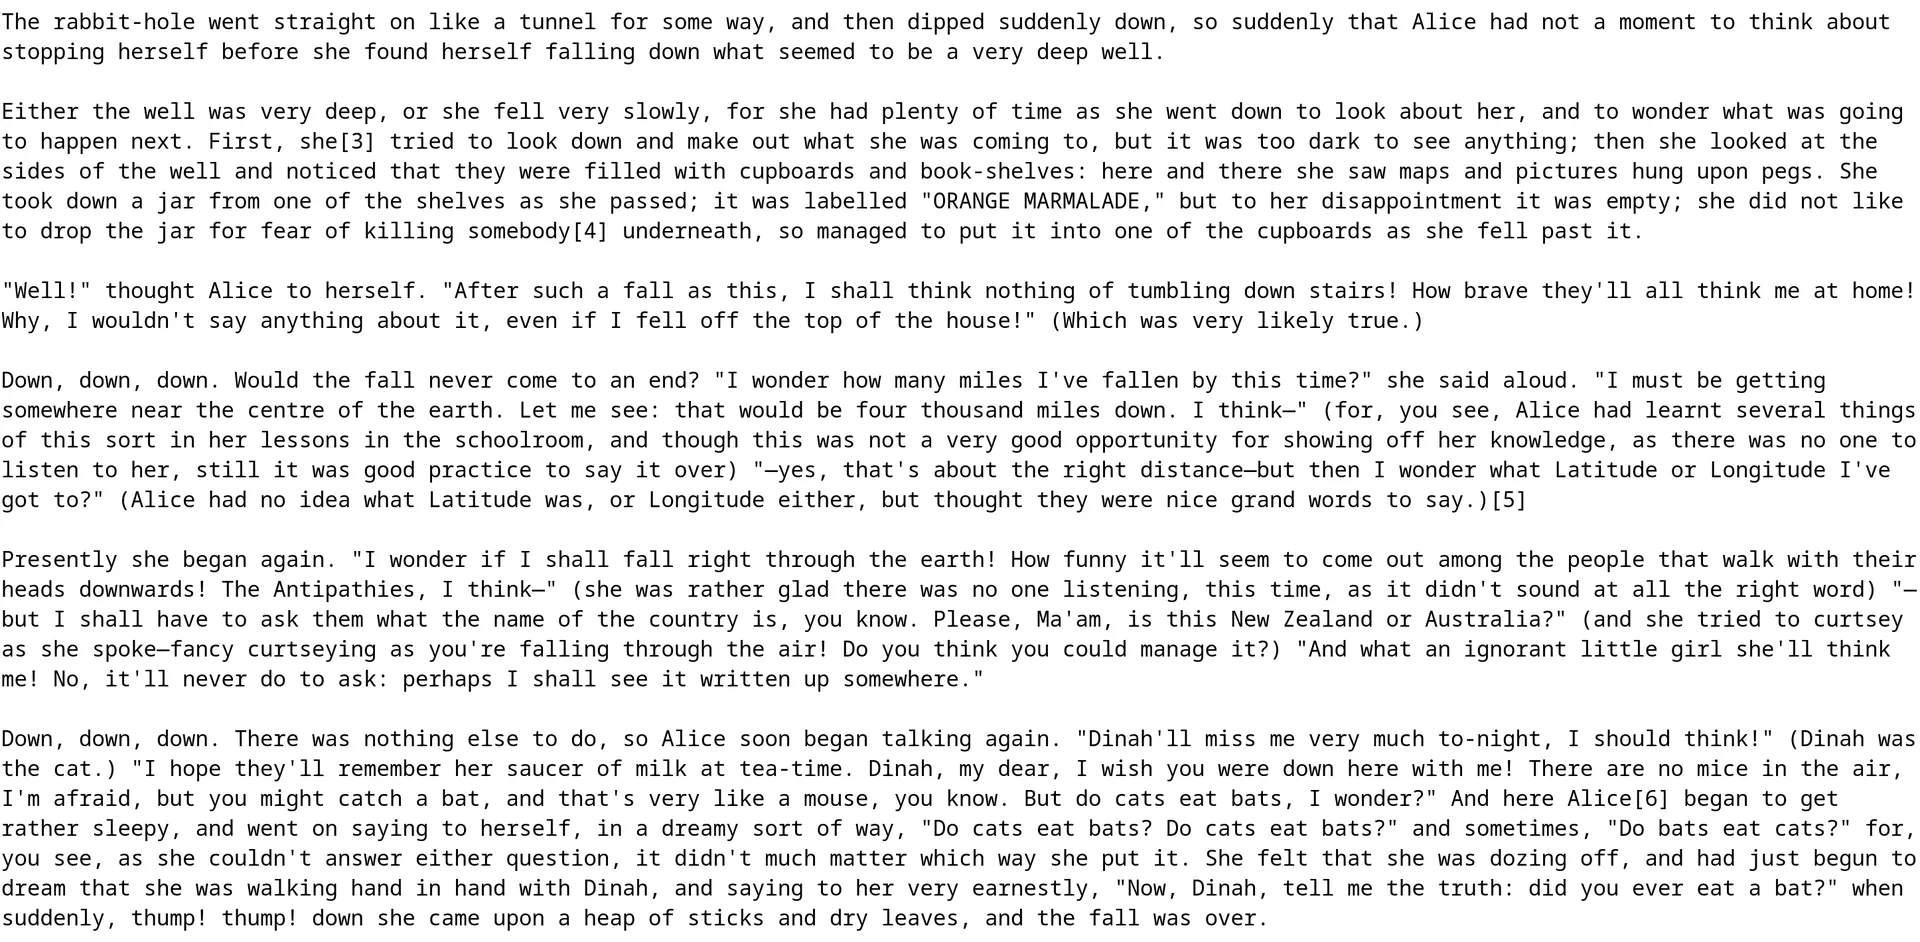 The rabbit-hole went straight on like a tunnel for some way, and then dipped suddenly down, so suddenly that Alice had not a moment to think about
stopping herself before she found herself falling down what seemed to be a very deep well.

Either the well was very deep, or she fell very slowly, for she had plenty of time as she went down to look about her, and to wonder what was going
to happen next. First, she[3] tried to look down and make out what she was coming to, but it was too dark to see anything; then she looked at the
sides of the well and noticed that they were filled with cupboards and book-shelves: here and there she saw maps and pictures hung upon pegs. She
took down a jar from one of the shelves as she passed; it was labelled "ORANGE MARMALADE," but to her disappointment it was empty; she did not like
to drop the jar for fear of killing somebody[4] underneath, so managed to put it into one of the cupboards as she fell past it.

"Well!" thought Alice to herself. "After such a fall as this, I shall think nothing of tumbling down stairs! How brave they'll all think me at home!
Why, I wouldn't say anything about it, even if I fell off the top of the house!" (Which was very likely true.)

Down, down, down. Would the fall never come to an end? "I wonder how many miles I've fallen by this time?" she said aloud. "I must be getting
somewhere near the centre of the earth. Let me see: that would be four thousand miles down. I think—" (for, you see, Alice had learnt several things
of this sort in her lessons in the schoolroom, and though this was not a very good opportunity for showing off her knowledge, as there was no one to
listen to her, still it was good practice to say it over) "—yes, that's about the right distance—but then I wonder what Latitude or Longitude I've
got to?" (Alice had no idea what Latitude was, or Longitude either, but thought they were nice grand words to say.)[5]

Presently she began again. "I wonder if I shall fall right through the earth! How funny it'll seem to come out among the people that walk with their
heads downwards! The Antipathies, I think—" (she was rather glad there was no one listening, this time, as it didn't sound at all the right word) "—
but I shall have to ask them what the name of the country is, you know. Please, Ma'am, is this New Zealand or Australia?" (and she tried to curtsey
as she spoke—fancy curtseying as you're falling through the air! Do you think you could manage it?) "And what an ignorant little girl she'll think
me! No, it'll never do to ask: perhaps I shall see it written up somewhere."

Down, down, down. There was nothing else to do, so Alice soon began talking again. "Dinah'll miss me very much to-night, I should think!" (Dinah was
the cat.) "I hope they'll remember her saucer of milk at tea-time. Dinah, my dear, I wish you were down here with me! There are no mice in the air,
I'm afraid, but you might catch a bat, and that's very like a mouse, you know. But do cats eat bats, I wonder?" And here Alice[6] began to get
rather sleepy, and went on saying to herself, in a dreamy sort of way, "Do cats eat bats? Do cats eat bats?" and sometimes, "Do bats eat cats?" for,
you see, as she couldn't answer either question, it didn't much matter which way she put it. She felt that she was dozing off, and had just begun to
dream that she was walking hand in hand with Dinah, and saying to her very earnestly, "Now, Dinah, tell me the truth: did you ever eat a bat?" when
suddenly, thump! thump! down she came upon a heap of sticks and dry leaves, and the fall was over.